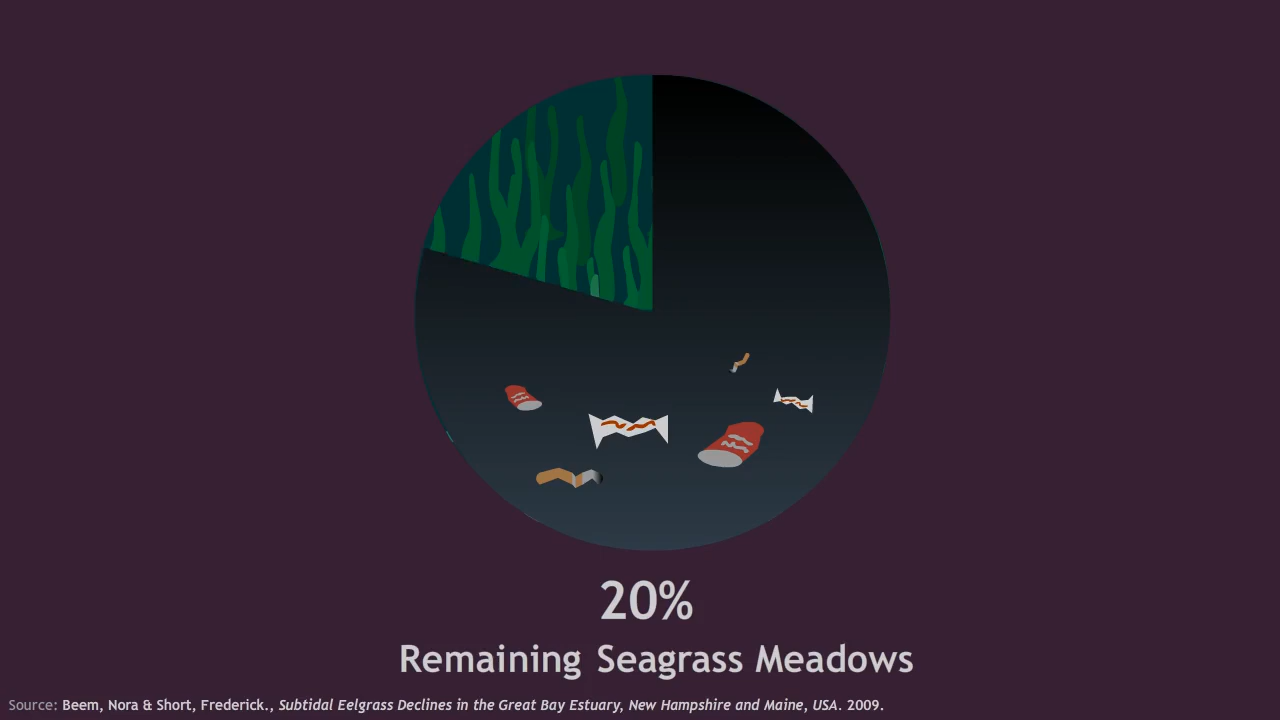 20%
Remaining Seagrass Meadows
Source: Beem, Nora & Short, Frederick., Subtidal Eelgrass Declines in the Great Bay Estuary, New Hampshire and Maine, USA. 2009.